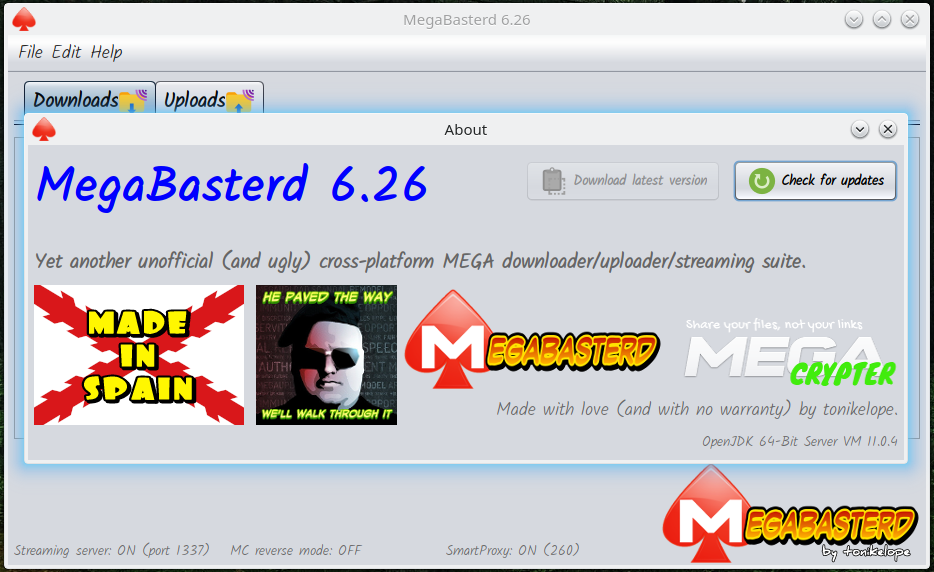 MegaBasterd 6.26
File Edit Help
Downloads Uploads
About
MegaBasterd 6.26
Download latest version
Check for updates
Yet another unofficial (and ugly) cross-platform MEGA downloader/uploader/streaming suite.
MADE
IN
SPAIN
HE PAVED THE WAY
WE'LL WALK THROUGH IT
MEGABASTERD
Share your files, not your links
MEGA
CRYPTER
Made with love (and with no warranty) by tonikelope.
OpenJDK 64-Bit Server VM 11.0.4
MEGABASTERD
by tonikelope
Streaming server: ON (port 1337) MC reverse mode: OFF SmartProxy: ON (260)